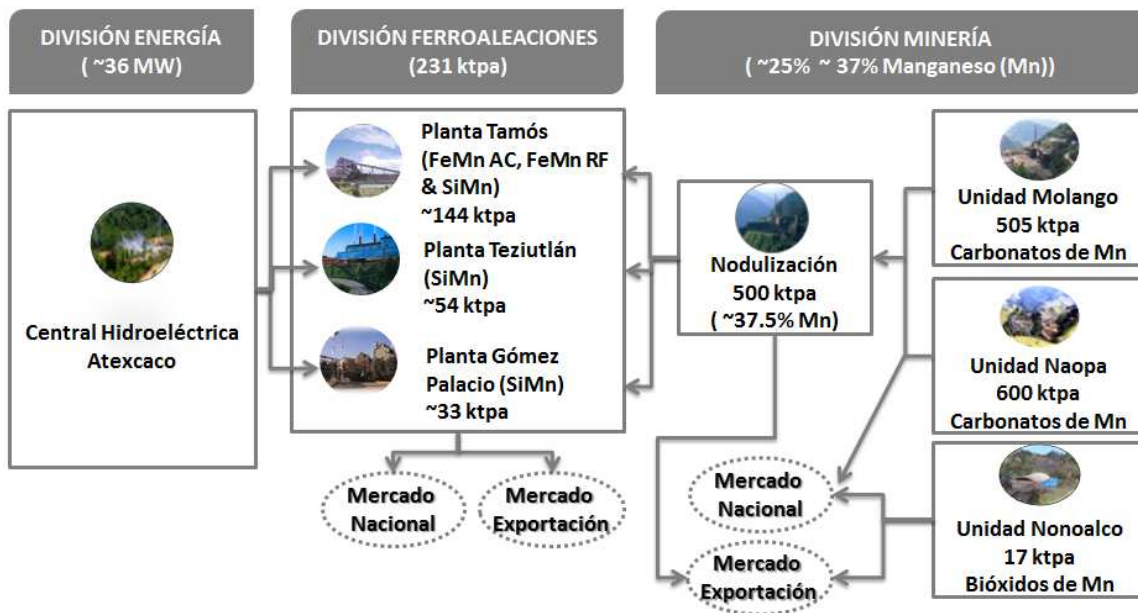 DIVISIÓN ENERGÍA
( ~36 MW)
Central Hidroeléctrica
Atexcaco
DIVISIÓN FERROALEACIONES
(231 ktpa)
Planta Tamós
(FeMn AC, FeMn RF
& SiMn)
~144 ktpa
Planta Teziutlán
(SiMn)
~54 ktpa
Planta Gómez
Palacio (SiMn)
~33 ktpa
Mercado
Nacional
Mercado
Exportación
DIVISIÓN MINERÍA
( ~25% ~ 37% Manganeso (Mn))
Nodulización
500 ktpa
( ~37.5% Mn)
Mercado
Nacional
Mercado
Exportación
Unidad Molango
505 ktpa
Carbonatos de Mn
Unidad Naopa
600 ktpa
Carbonatos de Mn
Unidad Nonoalco
17 ktpa
Bióxidos de Mn